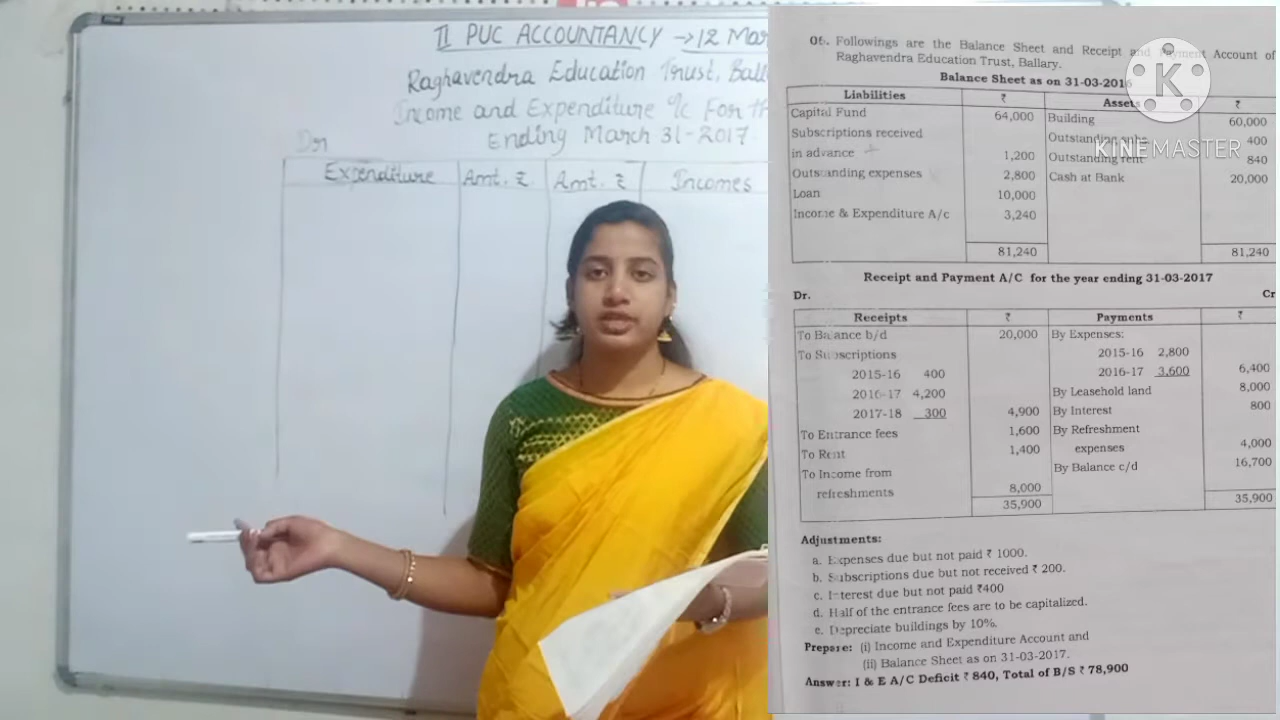 II PUC ACCOUNTANCY → 12 Mar
Raghavendra Education Trust, Balla
Income and Expenditure a/c For th
Ending March 31-2017
Dr
Expenditure Amt. ₹ Amt. ₹ Incomes
06. Followings are the Balance Sheet and Receipt and Payment Account of
Raghavendra Education Trust, Ballary.
Balance Sheet as on 31-03-2016
Liabilities ₹ Assets ₹
Capital Fund 64,000 Building 60,000
Subscriptions received Outstanding subs 400
in advance 1,200 Outstanding rent 840
Outstanding expenses 2,800 Cash at Bank 20,000
Loan 10,000
Income & Expenditure A/c 3,240
81,240 81,240
Receipt and Payment A/C for the year ending 31-03-2017
Dr. Cr
Receipts ₹ Payments ₹
To Balance b/d 20,000 By Expenses:
To Subscriptions 2015-16 2,800
2015-16 400 2016-17 3,600 6,400
2016-17 4,200 By Leasehold land 8,000
2017-18 300 4,900 By Interest 800
To Entrance fees 1,600 By Refreshment
To Rent 1,400 expenses 4,000
To Income from By Balance c/d 16,700
refreshments 8,000
35,900 35,900
Adjustments:
a. Expenses due but not paid ₹ 1000.
b. Subscriptions due but not received ₹ 200.
c. Interest due but not paid ₹400
d. Half of the entrance fees are to be capitalized.
e. Depreciate buildings by 10%.
Prepare: (i) Income and Expenditure Account and
(ii) Balance Sheet as on 31-03-2017.
Answer: I & E A/C Deficit ₹ 840, Total of B/S ₹ 78,900
K
KINEMASTER